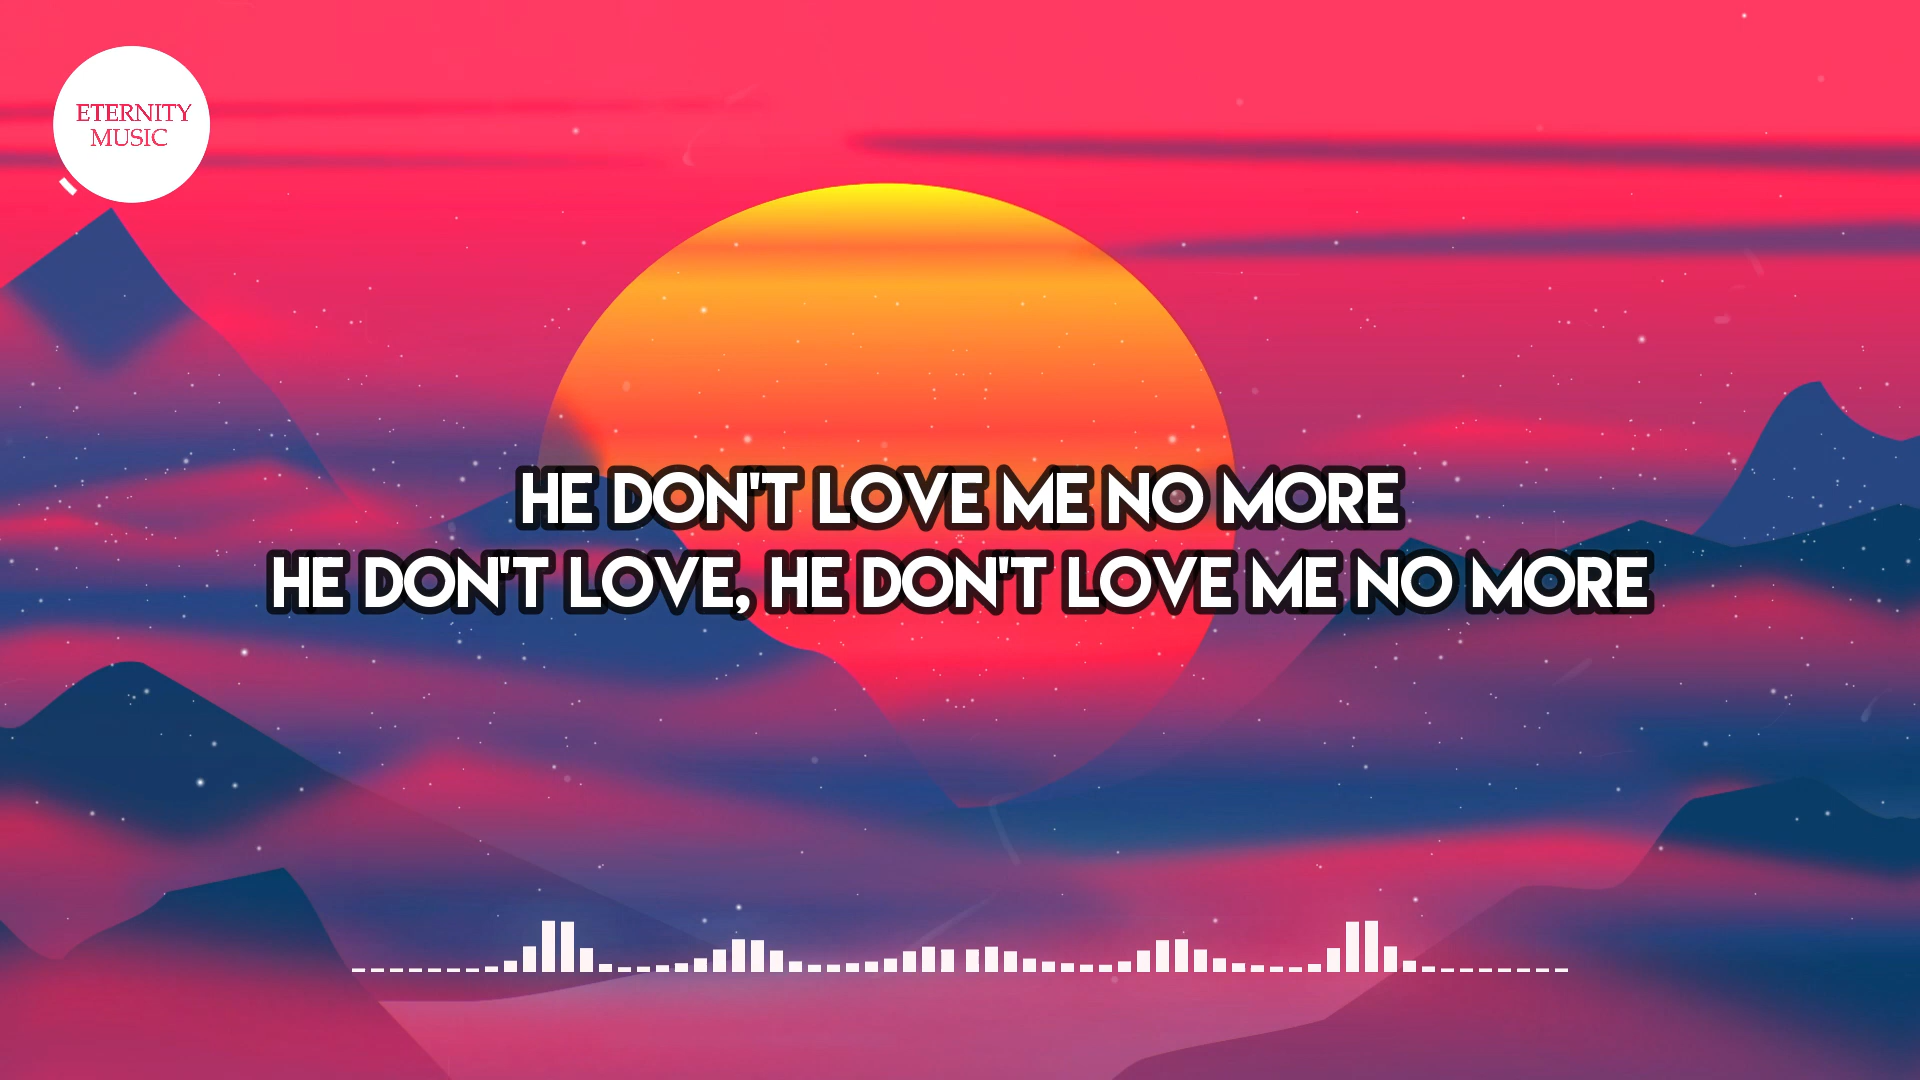 ETERNITY
MUSIC
HE DON'T LOVE ME NO MORE
HE DON'T LOVE, HE DON'T LOVE ME NO MORE